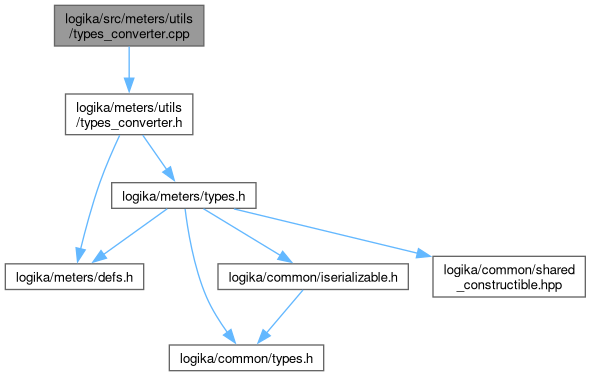 logika/src/meters/utils
/types_converter.cpp
logika/meters/utils
/types_converter.h
logika/meters/types.h
logika/meters/defs.h
logika/common/iserializable.h
logika/common/shared
_constructible.hpp
logika/common/types.h